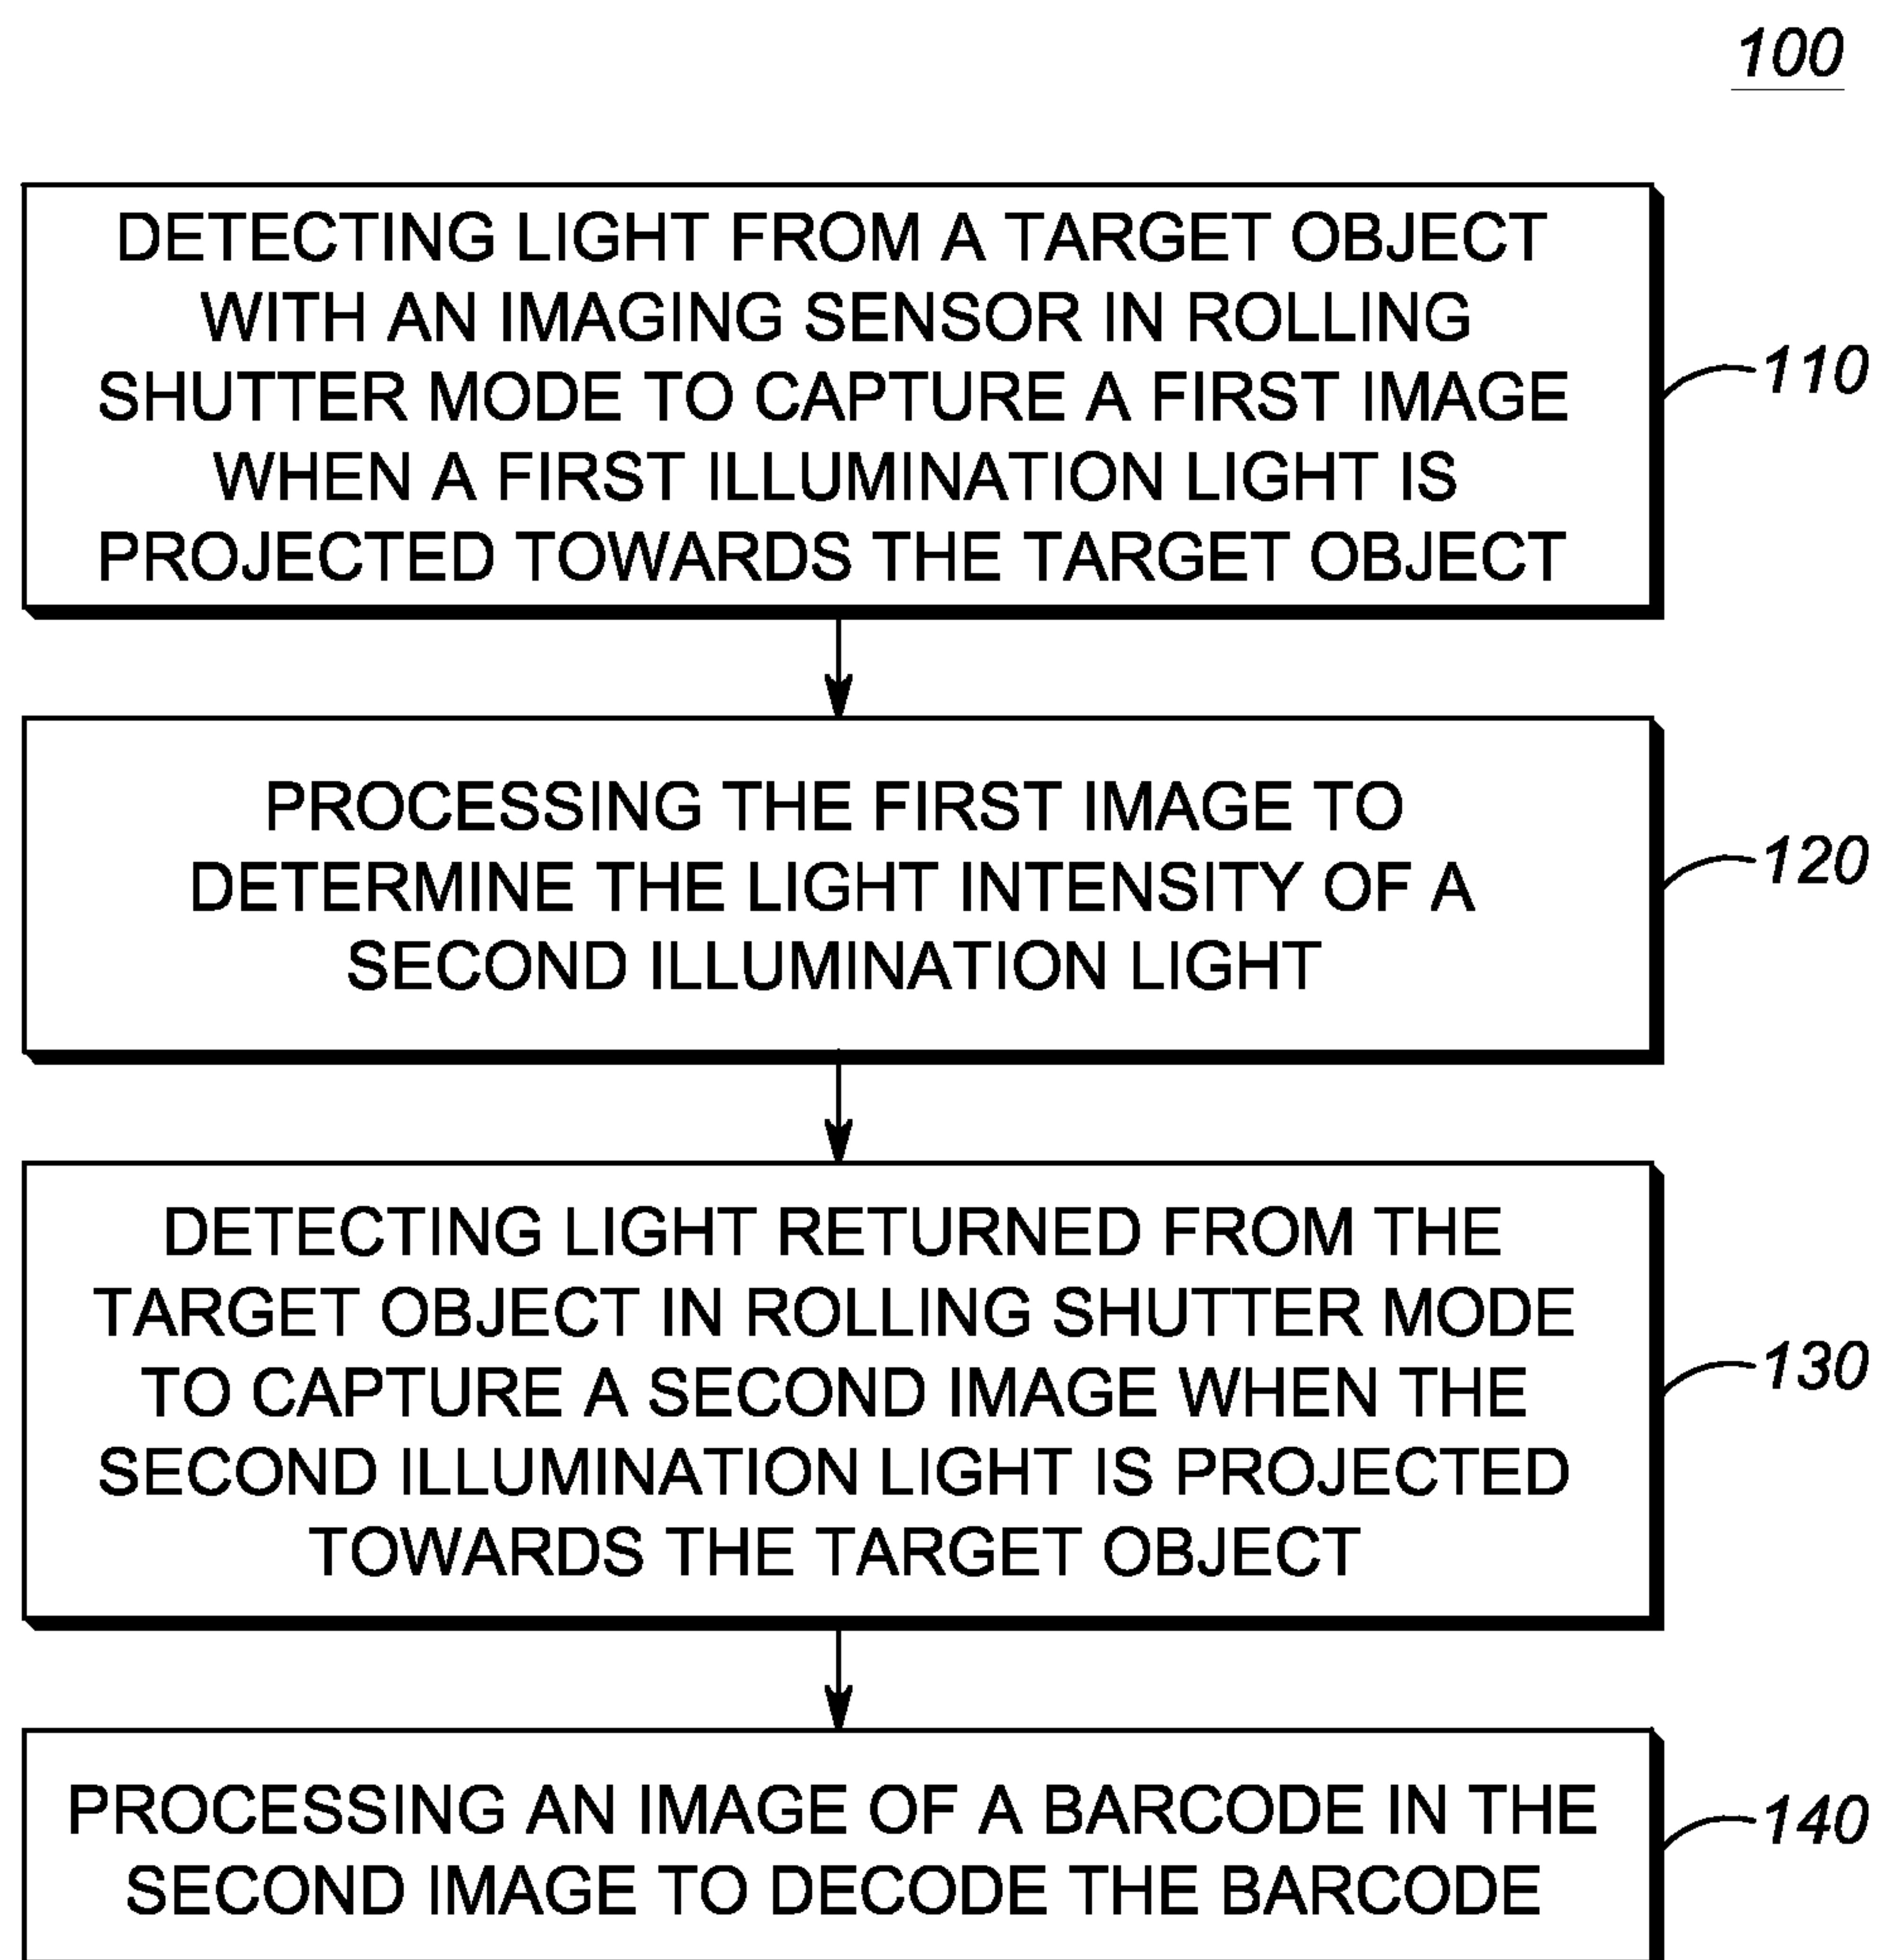 100
DETECTING LIGHT FROM A TARGET OBJECT
WITH AN IMAGING SENSOR IN ROLLING
SHUTTER MODE TO CAPTURE A FIRST IMAGE
WHEN A FIRST ILLUMINATION LIGHT IS
PROJECTED TOWARDS THE TARGET OBJECT
110
PROCESSING THE FIRST IMAGE TO
DETERMINE THE LIGHT INTENSITY OF A
SECOND ILLUMINATION LIGHT
120
DETECTING LIGHT RETURNED FROM THE
TARGET OBJECT IN ROLLING SHUTTER MODE
TO CAPTURE A SECOND IMAGE WHEN THE
SECOND ILLUMINATION LIGHT IS PROJECTED
TOWARDS THE TARGET OBJECT
130
PROCESSING AN IMAGE OF A BARCODE IN THE
SECOND IMAGE TO DECODE THE BARCODE
140